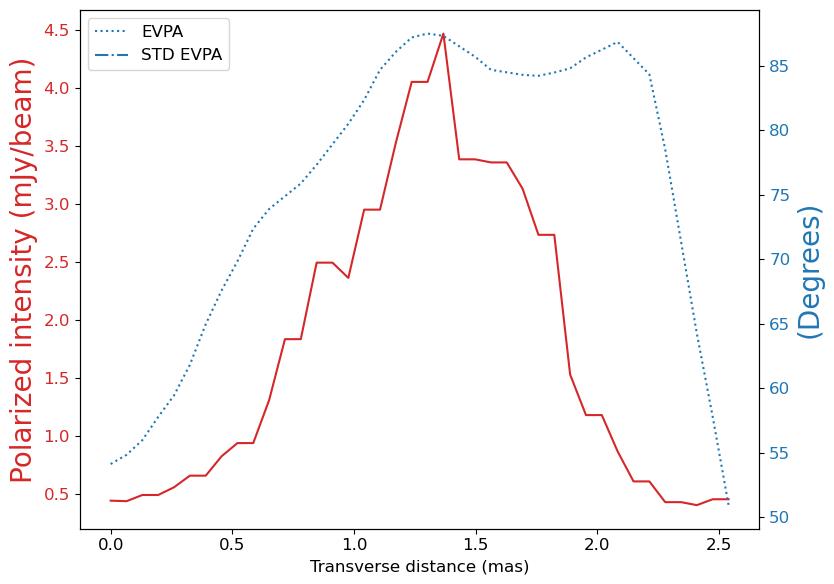 EVPA
STD EVPA
Polarized intensity (mJy/beam)
4.5
4.0
3.5
3.0
2.5
2.0
1.5
1.0
0.5
85
80
75
70
65
60
55
50
(Degrees)
0.0 0.5 1.0 1.5 2.0 2.5
Transverse distance (mas)